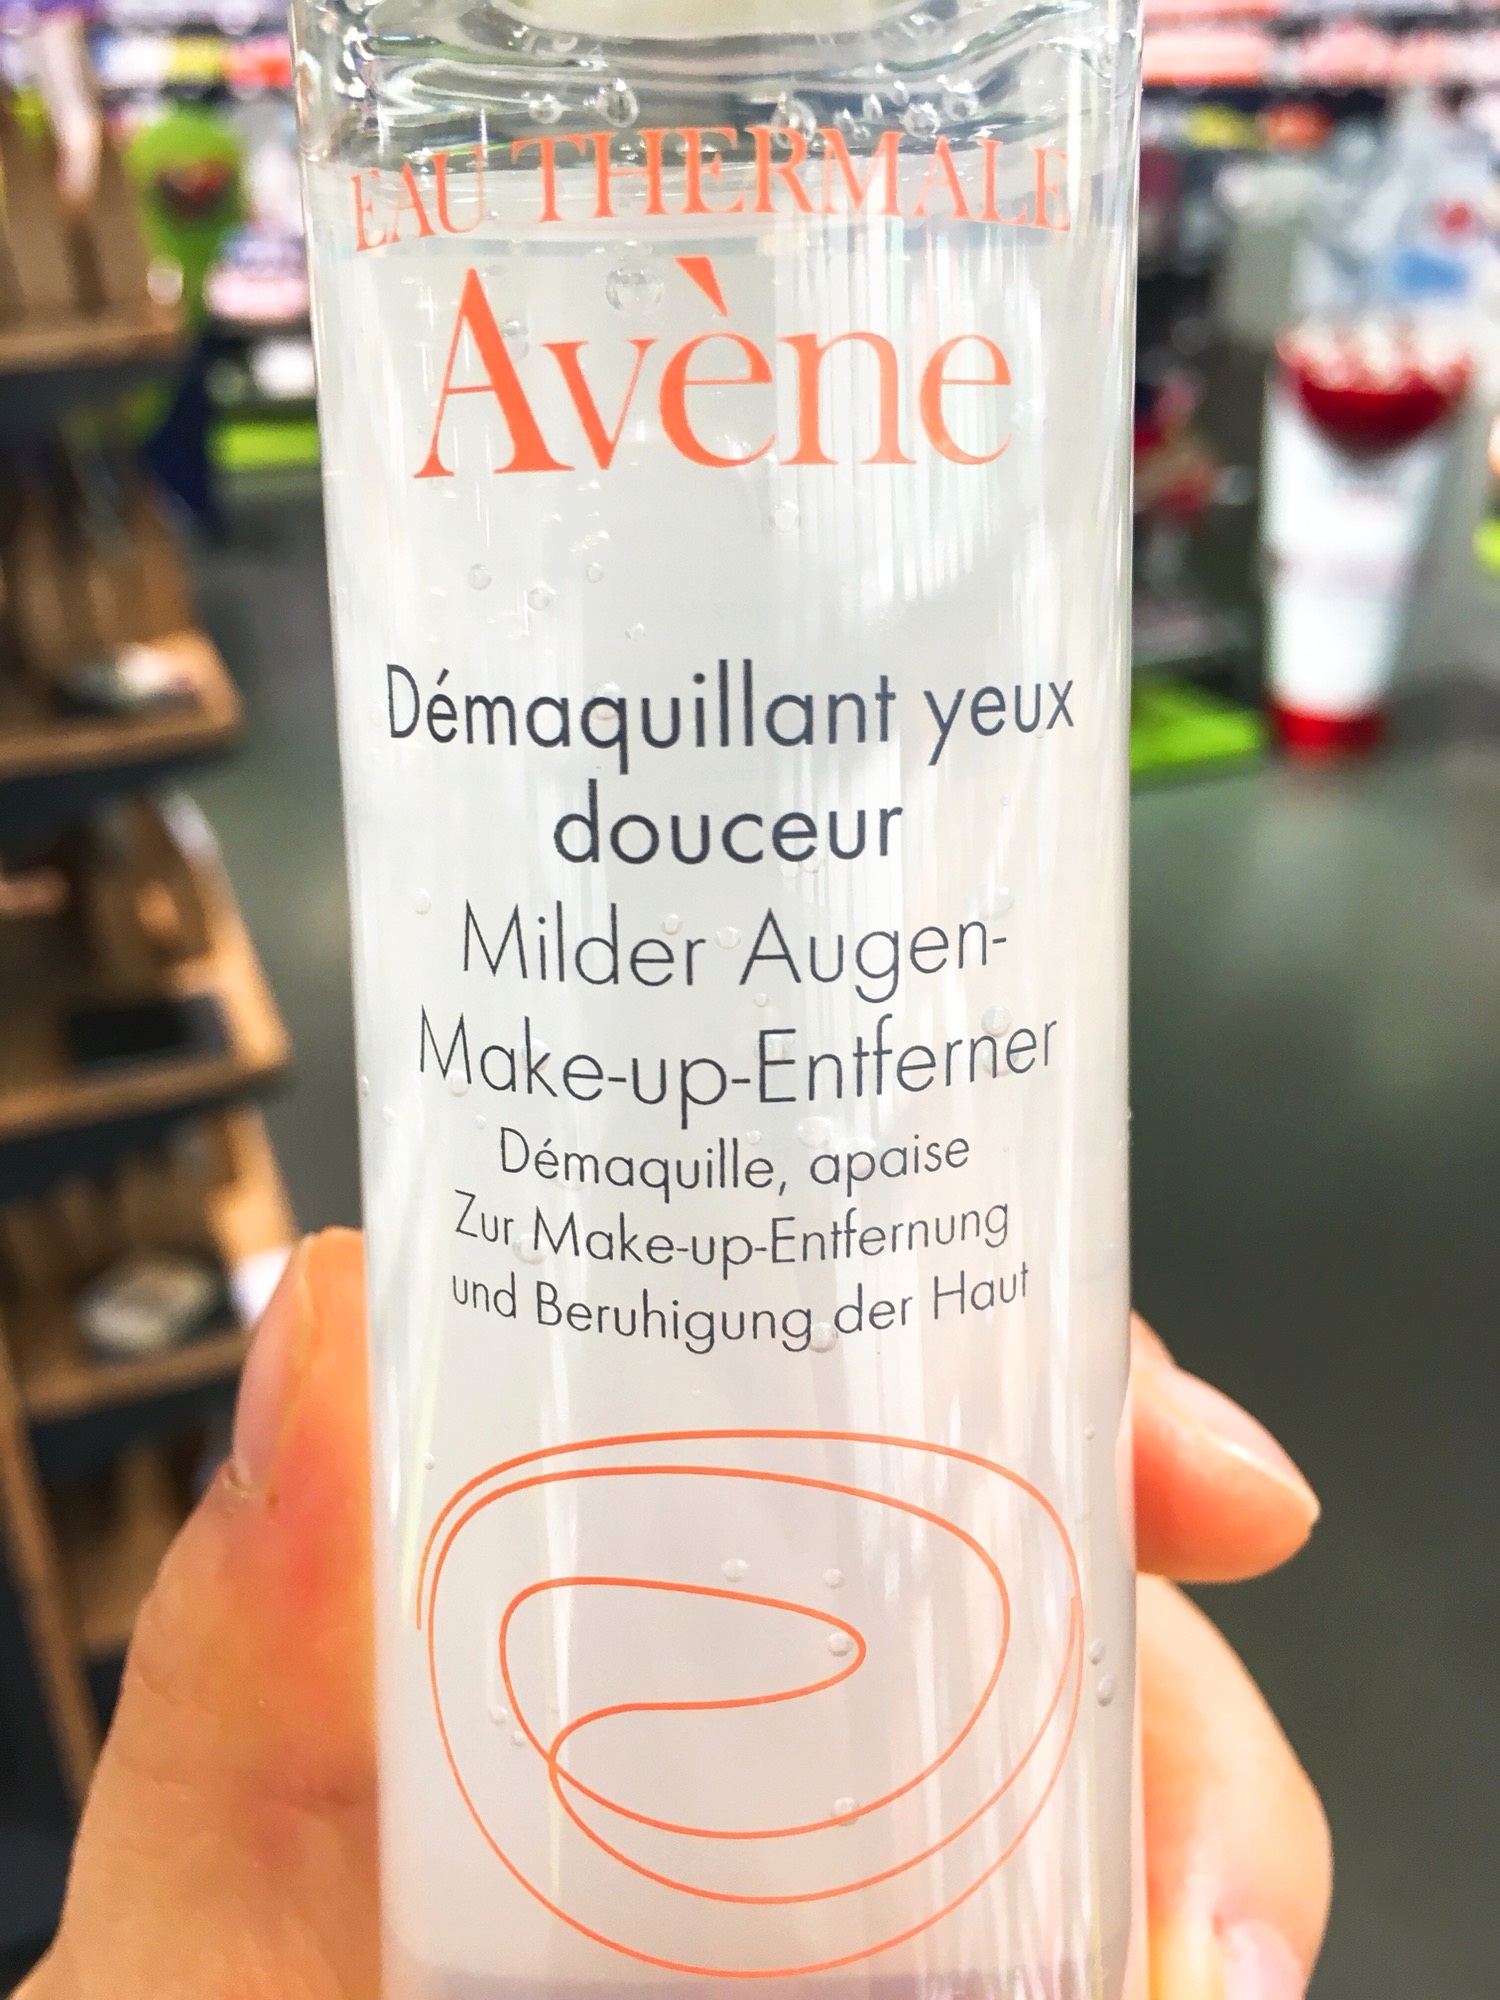 EAU THERMALE
Avène
Démaquillant yeux
douceur
Milder Augen-
Make-up-Entferner
Démaquille, apaise
Zur Make-up-Entfernung
und Beruhigung der Haut